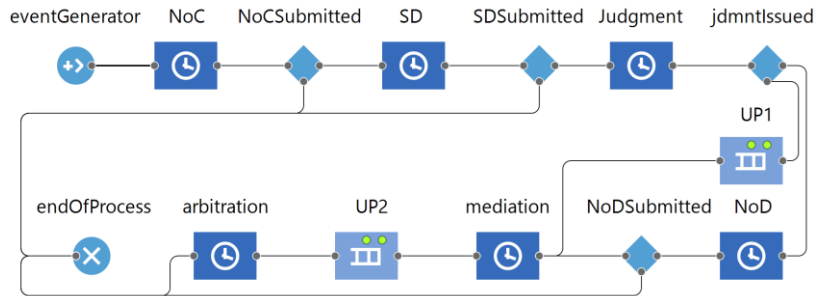 eventGenerator NoC NoCSubmitted SD SDSubmitted Judgment jdmntIssued
UP1
endOfProcess arbitration UP2 mediation NoDSubmitted NoD